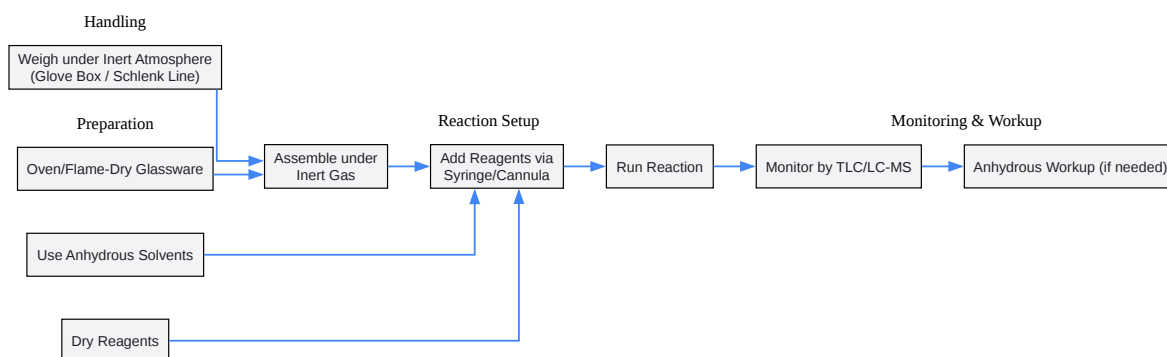 Handling
Weigh under Inert Atmosphere
(Glove Box / Schlenk Line)
Preparation
Oven/Flame-Dry Glassware
Assemble under
Inert Gas
Reaction Setup
Add Reagents via
Syringe/Cannula
Run Reaction
Monitoring & Workup
Monitor by TLC/LC-MS
Anhydrous Workup (if needed)
Use Anhydrous Solvents
Dry Reagents